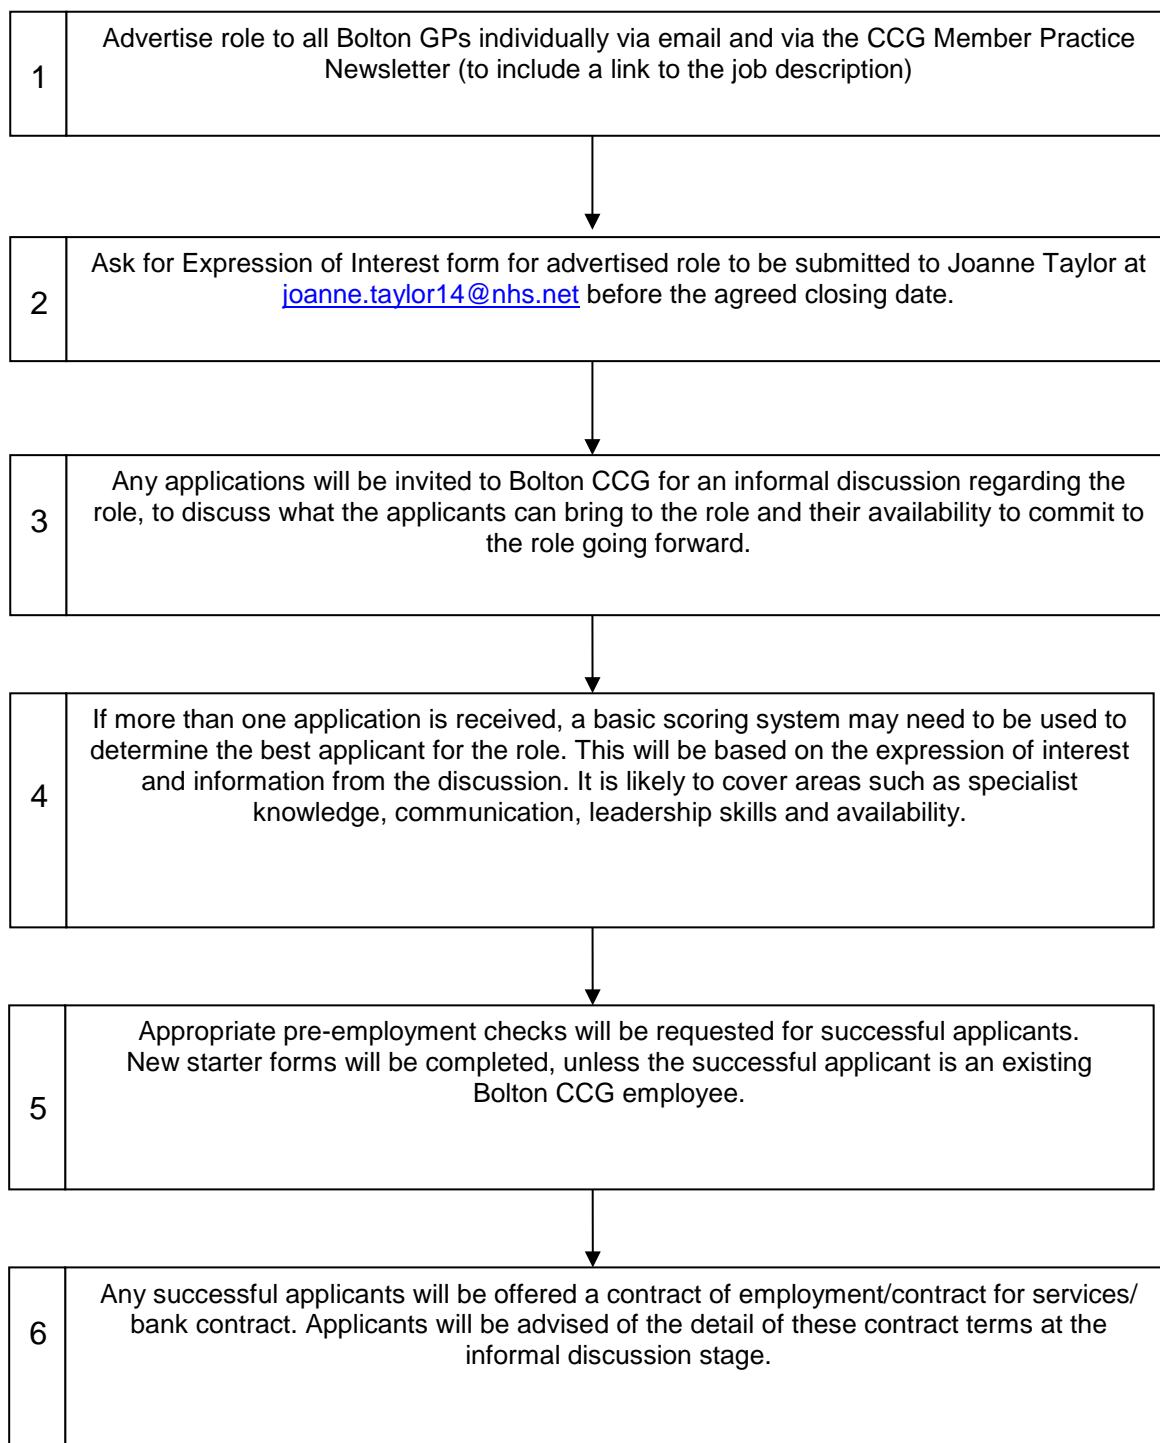 1
Advertise role to all Bolton GPs individually via email and via the CCG Member Practice
Newsletter (to include a link to the job description)
2
Ask for Expression of Interest form for advertised role to be submitted to Joanne Taylor at
joanne.taylor14@nhs.net before the agreed closing date.
3
Any applications will be invited to Bolton CCG for an informal discussion regarding the
role, to discuss what the applicants can bring to the role and their availability to commit to
the role going forward.
4
If more than one application is received, a basic scoring system may need to be used to
determine the best applicant for the role. This will be based on the expression of interest
and information from the discussion. It is likely to cover areas such as specialist
knowledge, communication, leadership skills and availability.
5
Appropriate pre-employment checks will be requested for successful applicants.
New starter forms will be completed, unless the successful applicant is an existing
Bolton CCG employee.
6
Any successful applicants will be offered a contract of employment/contract for services/
bank contract. Applicants will be advised of the detail of these contract terms at the
informal discussion stage.